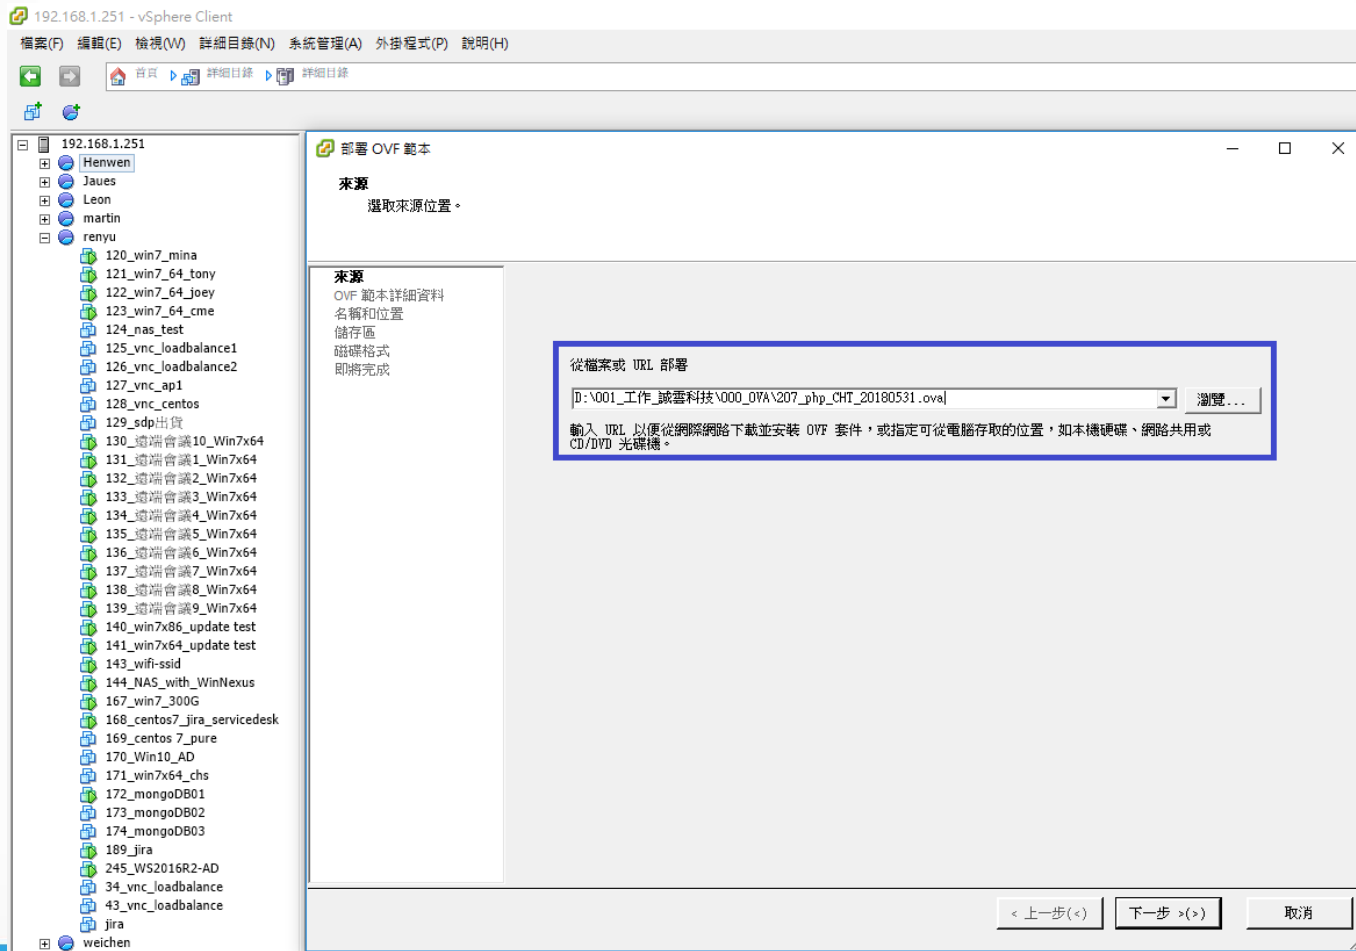 192.168.1.251 - vSphere Client
檔案(F) 編輯(E) 檢視(W) 詳細目錄(N) 系統管理(A) 外掛程式(P) 說明(H)
首頁 詳細目錄 詳細目錄
192.168.1.251
Henwen
Jaues
Leon
martin
renyu
120_win7_mina
121_win7_64_tony
122_win7_64_joey
123_win7_64_cme
124_nas_test
125_vnc_loadbalance1
126_vnc_loadbalance2
127_vnc_ap1
128_vnc_centos
129_sdp出貨
130_遠端會議10_Win7x64
131_遠端會議1_Win7x64
132_遠端會議2_Win7x64
133_遠端會議3_Win7x64
134_遠端會議4_Win7x64
135_遠端會議5_Win7x64
136_遠端會議6_Win7x64
137_遠端會議7_Win7x64
138_遠端會議8_Win7x64
139_遠端會議9_Win7x64
140_win7x86_update test
141_win7x64_update test
143_wifi-ssid
144_NAS_with_WinNexus
167_win7_300G
168_centos7_jira_servicedesk
169_centos 7_pure
170_Win10_AD
171_win7x64_chs
172_mongoDB01
173_mongoDB02
174_mongoDB03
189_jira
245_WS2016R2-AD
34_vnc_loadbalance
43_vnc_loadbalance
jira
weichen
部署 OVF 範本
來源
選取來源位置。
來源
OVF 範本詳細資料
名稱和位置
儲存區
磁碟格式
即將完成
從檔案或 URL 部署
D:\001_工作_誠雲科技\000_OVA\207_php_CHT_20180531.ova
瀏覽...
輸入 URL 以便從網際網路下載並安裝 OVF 套件，或指定可從電腦存取的位置，如本機硬碟、網路共用或
CD/DVD 光碟機。
< 上一步(<)
下一步 >(>)
取消